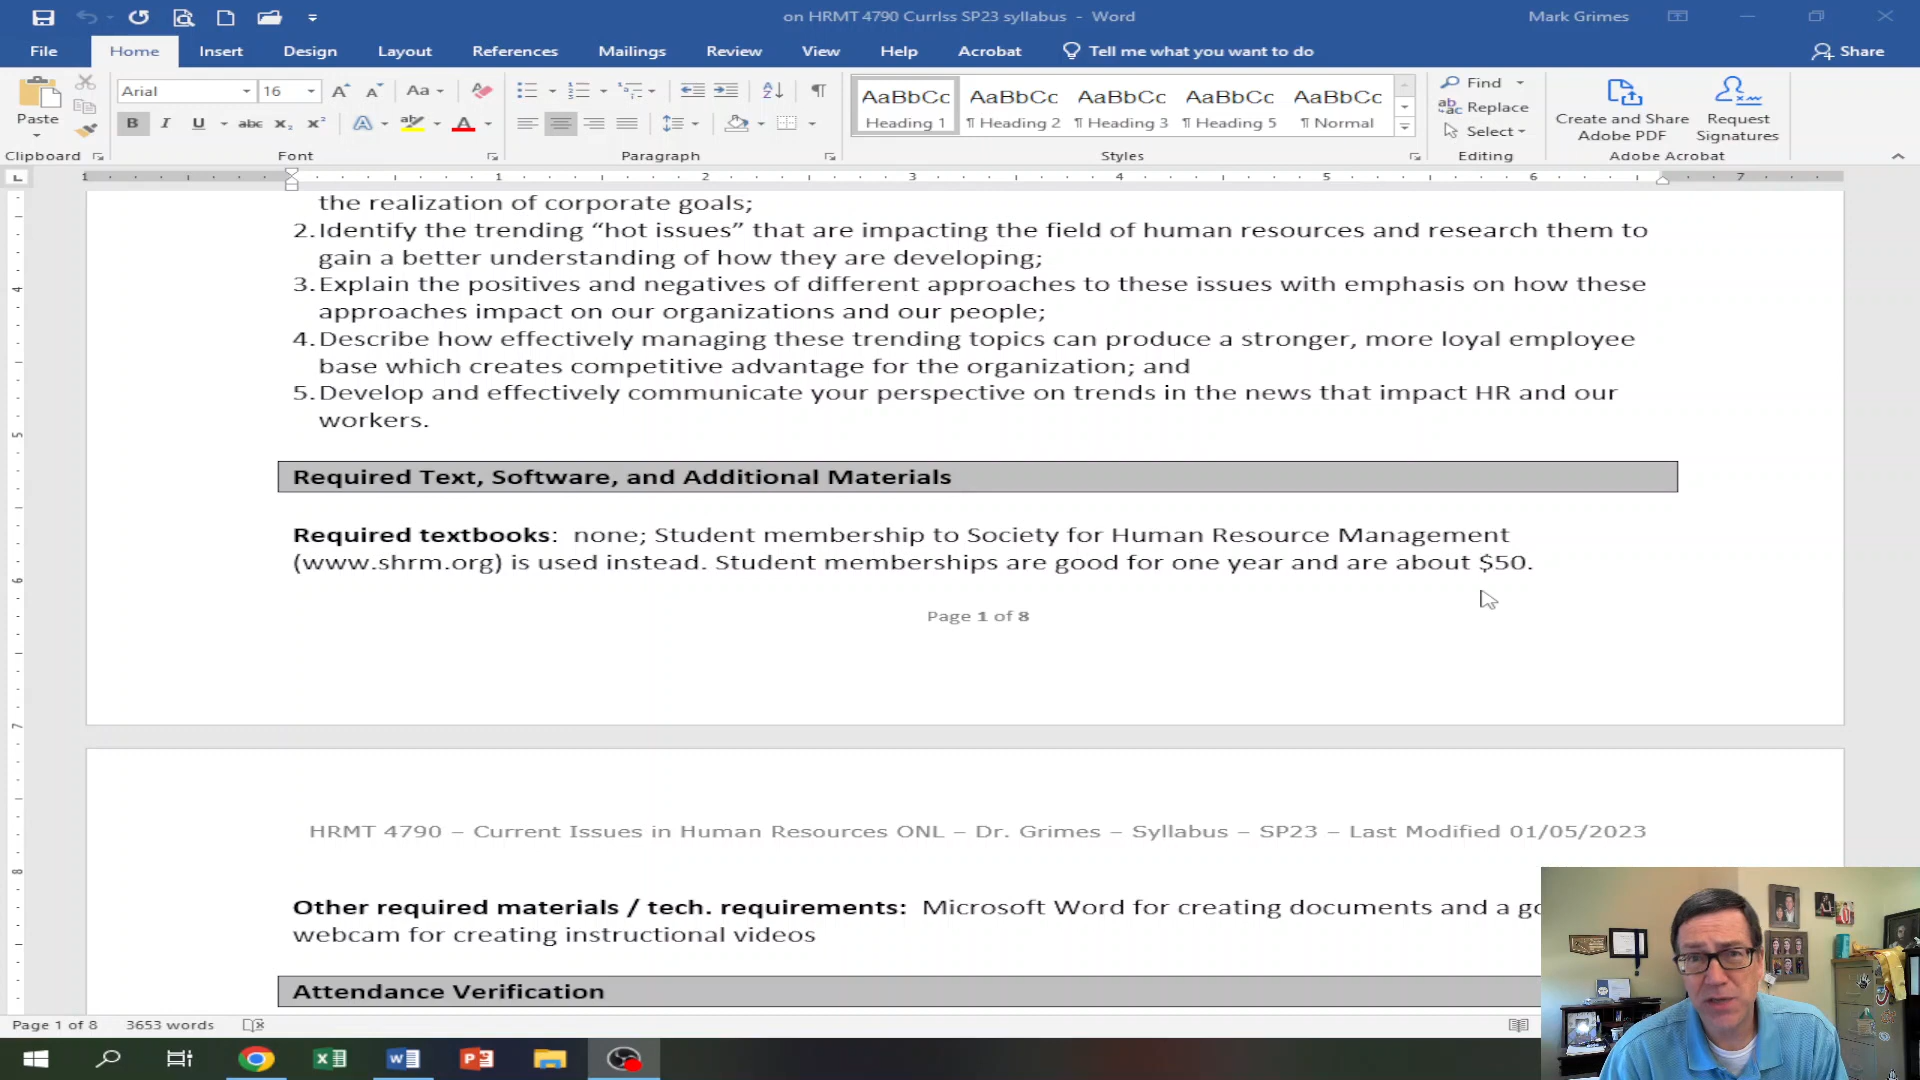 on HRMT 4790 CurrIss SP23 syllabus - Word
Mark Grimes
File Home Insert Design Layout References Mailings Review View Help Acrobat Tell me what you want to do Share
Paste
Clipboard
Arial 16
Font
Paragraph
AaBbCc AaBbCc AaBbCc AaBbCc AaBbCc
Heading 1 ¶ Heading 2 ¶ Heading 3 ¶ Heading 5 ¶ Normal
Styles
Find
Replace
Select
Editing
Create and Share
Adobe PDF
Request
Signatures
Adobe Acrobat
1 1 2 3 4 5 6 7
the realization of corporate goals;
2. Identify the trending “hot issues” that are impacting the field of human resources and research them to
gain a better understanding of how they are developing;
3. Explain the positives and negatives of different approaches to these issues with emphasis on how these
approaches impact on our organizations and our people;
4. Describe how effectively managing these trending topics can produce a stronger, more loyal employee
base which creates competitive advantage for the organization; and
5. Develop and effectively communicate your perspective on trends in the news that impact HR and our
workers.
Required Text, Software, and Additional Materials
Required textbooks: none; Student membership to Society for Human Resource Management
(www.shrm.org) is used instead. Student memberships are good for one year and are about $50.
Page 1 of 8
HRMT 4790 – Current Issues in Human Resources ONL – Dr. Grimes – Syllabus – SP23 – Last Modified 01/05/2023
Other required materials / tech. requirements: Microsoft Word for creating documents and a go
webcam for creating instructional videos
Attendance Verification
Page 1 of 8 3653 words